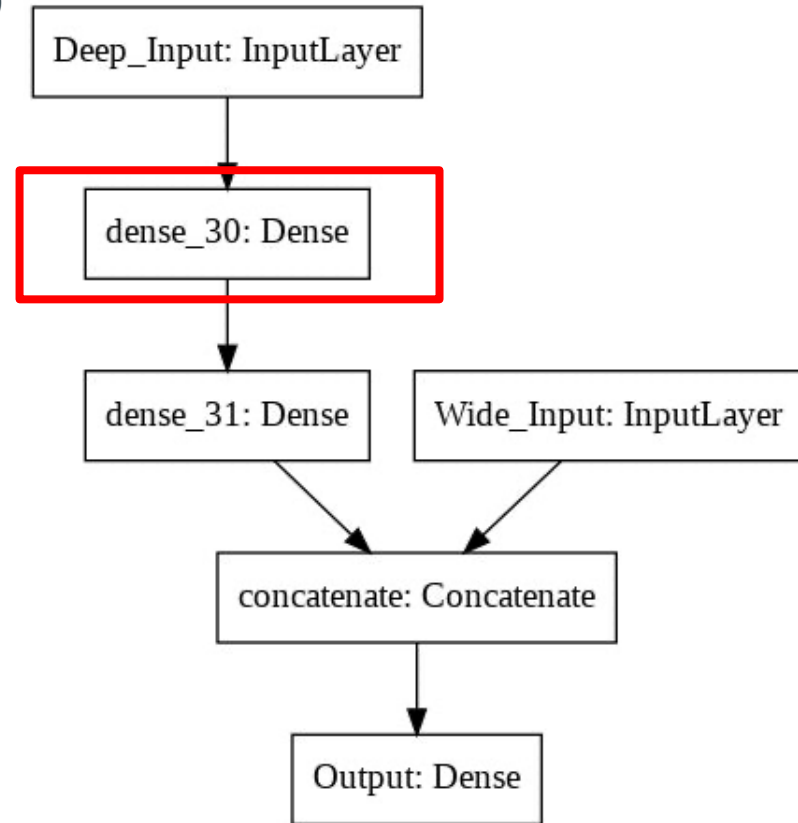 Deep_Input: InputLayer
dense_30: Dense
dense_31: Dense
Wide_Input: InputLayer
concatenate: Concatenate
Output: Dense